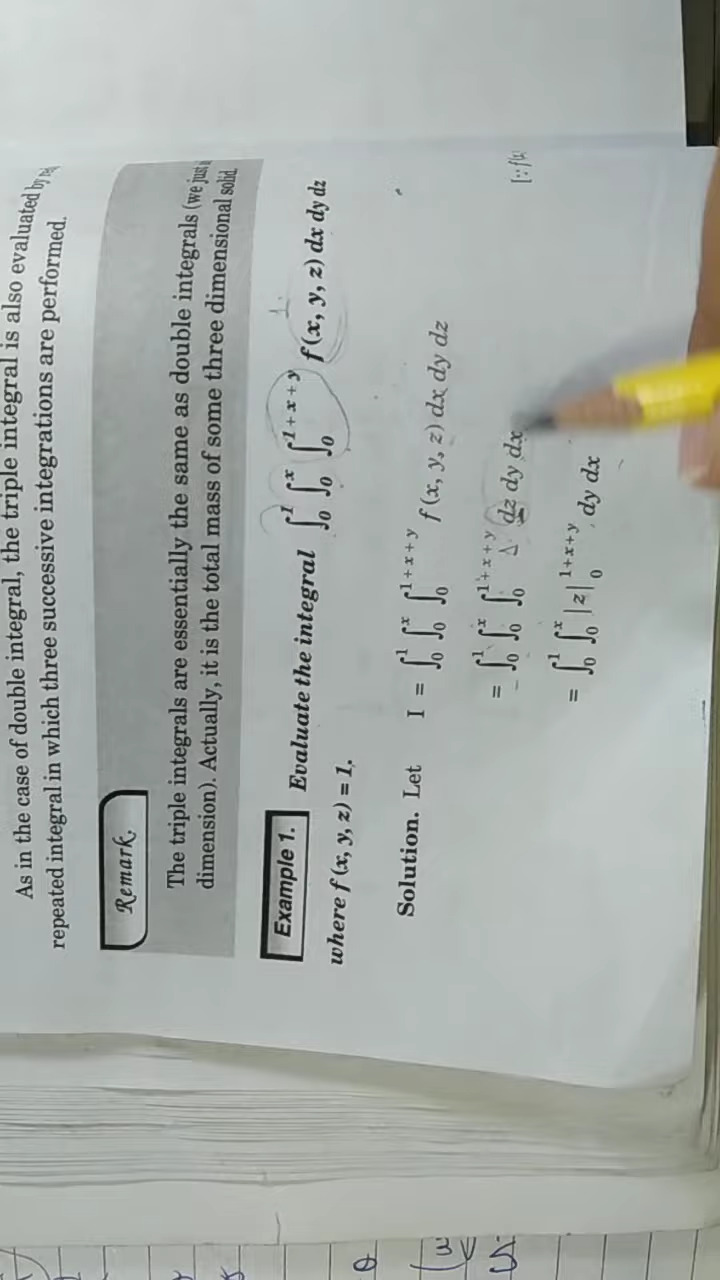 As in the case of double integral, the triple integral is also evaluated by
repeated integral in which three successive integrations are performed.
Remark.
The triple integrals are essentially the same as double integrals (we just
dimension). Actually, it is the total mass of some three dimensional solid.
Example 1. Evaluate the integral ∫₀¹ ∫₀ˣ ∫₀^{1+x+y} f(x, y, z) dx dy dz
where f(x, y, z) = 1.
Solution. Let I = ∫₀¹ ∫₀ˣ ∫₀^{1+x+y} f(x, y, z) dx dy dz
= ∫₀¹ ∫₀ˣ ∫₀^{1+x+y} dz dy dx
= ∫₀¹ ∫₀ˣ |z|₀^{1+x+y} dy dx